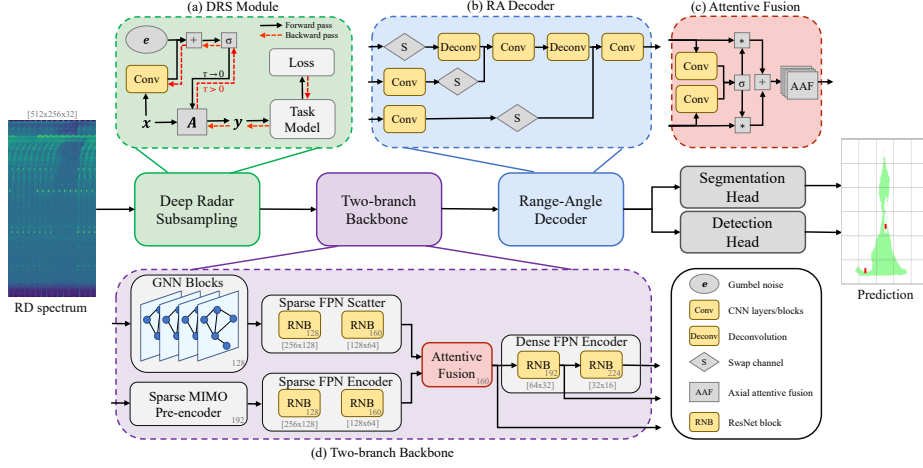 (a) DRS Module
e
+
σ
Forward pass
Backward pass
Conv
τ→0
τ>0
Loss
x
A
y
Task
Model
(b) RA Decoder
S
Deconv
Conv
Deconv
Conv
Conv
S
Conv
S
(c) Attentive Fusion
*
Conv
σ
+
AAF
Conv
*
[512x256x32]
RD spectrum
Deep Radar
Subsampling
Two-branch
Backbone
Range-Angle
Decoder
Segmentation
Head
Detection
Head
Prediction
GNN Blocks
128
Sparse FPN Scatter
RNB
128
RNB
160
[256x128]
[128x64]
Sparse MIMO
Pre-encoder
192
Sparse FPN Encoder
RNB
128
RNB
160
[256x128]
[128x64]
Attentive
Fusion
160
Dense FPN Encoder
RNB
192
RNB
224
[64x32]
[32x16]
(d) Two-branch Backbone
e
Gumbel noise
Conv
CNN layers/blocks
Deconv
Deconvolution
S
Swap channel
AAF
Axial attentive fusion
RNB
ResNet block